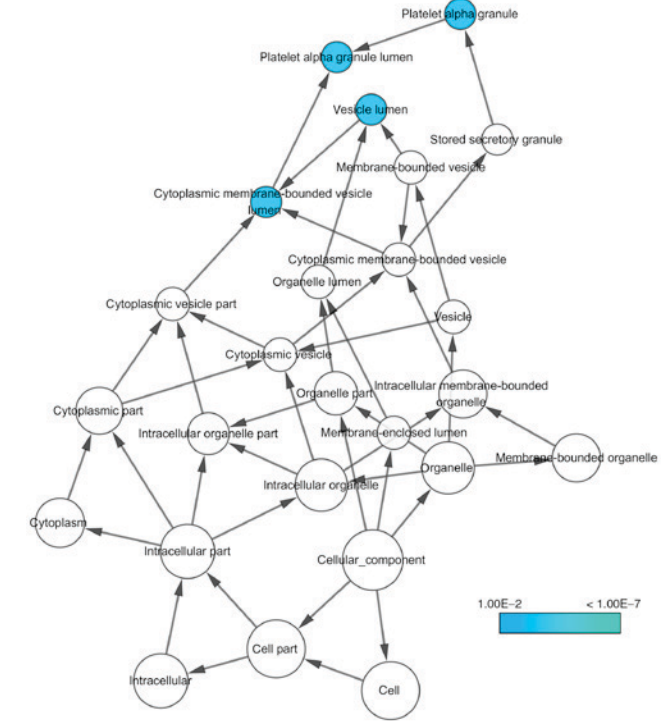 Platelet alpha granule
Platelet alpha granule lumen
Vesicle lumen
Stored secretory granule
Membrane-bounded vesicle
Cytoplasmic membrane-bounded vesicle
lumen
Cytoplasmic membrane-bounded vesicle
Organelle lumen
Cytoplasmic vesicle part
Vesicle
Cytoplasmic vesicle
Intracellular membrane-bounded
organelle
Organelle part
Cytoplasmic part
Intracellular organelle part
Membrane-enclosed lumen
Membrane-bounded organelle
Organelle
Intracellular organelle
Cytoplasm
Intracellular part
Cellular_component
1.00E−2
< 1.00E−7
Cell part
Intracellular
Cell